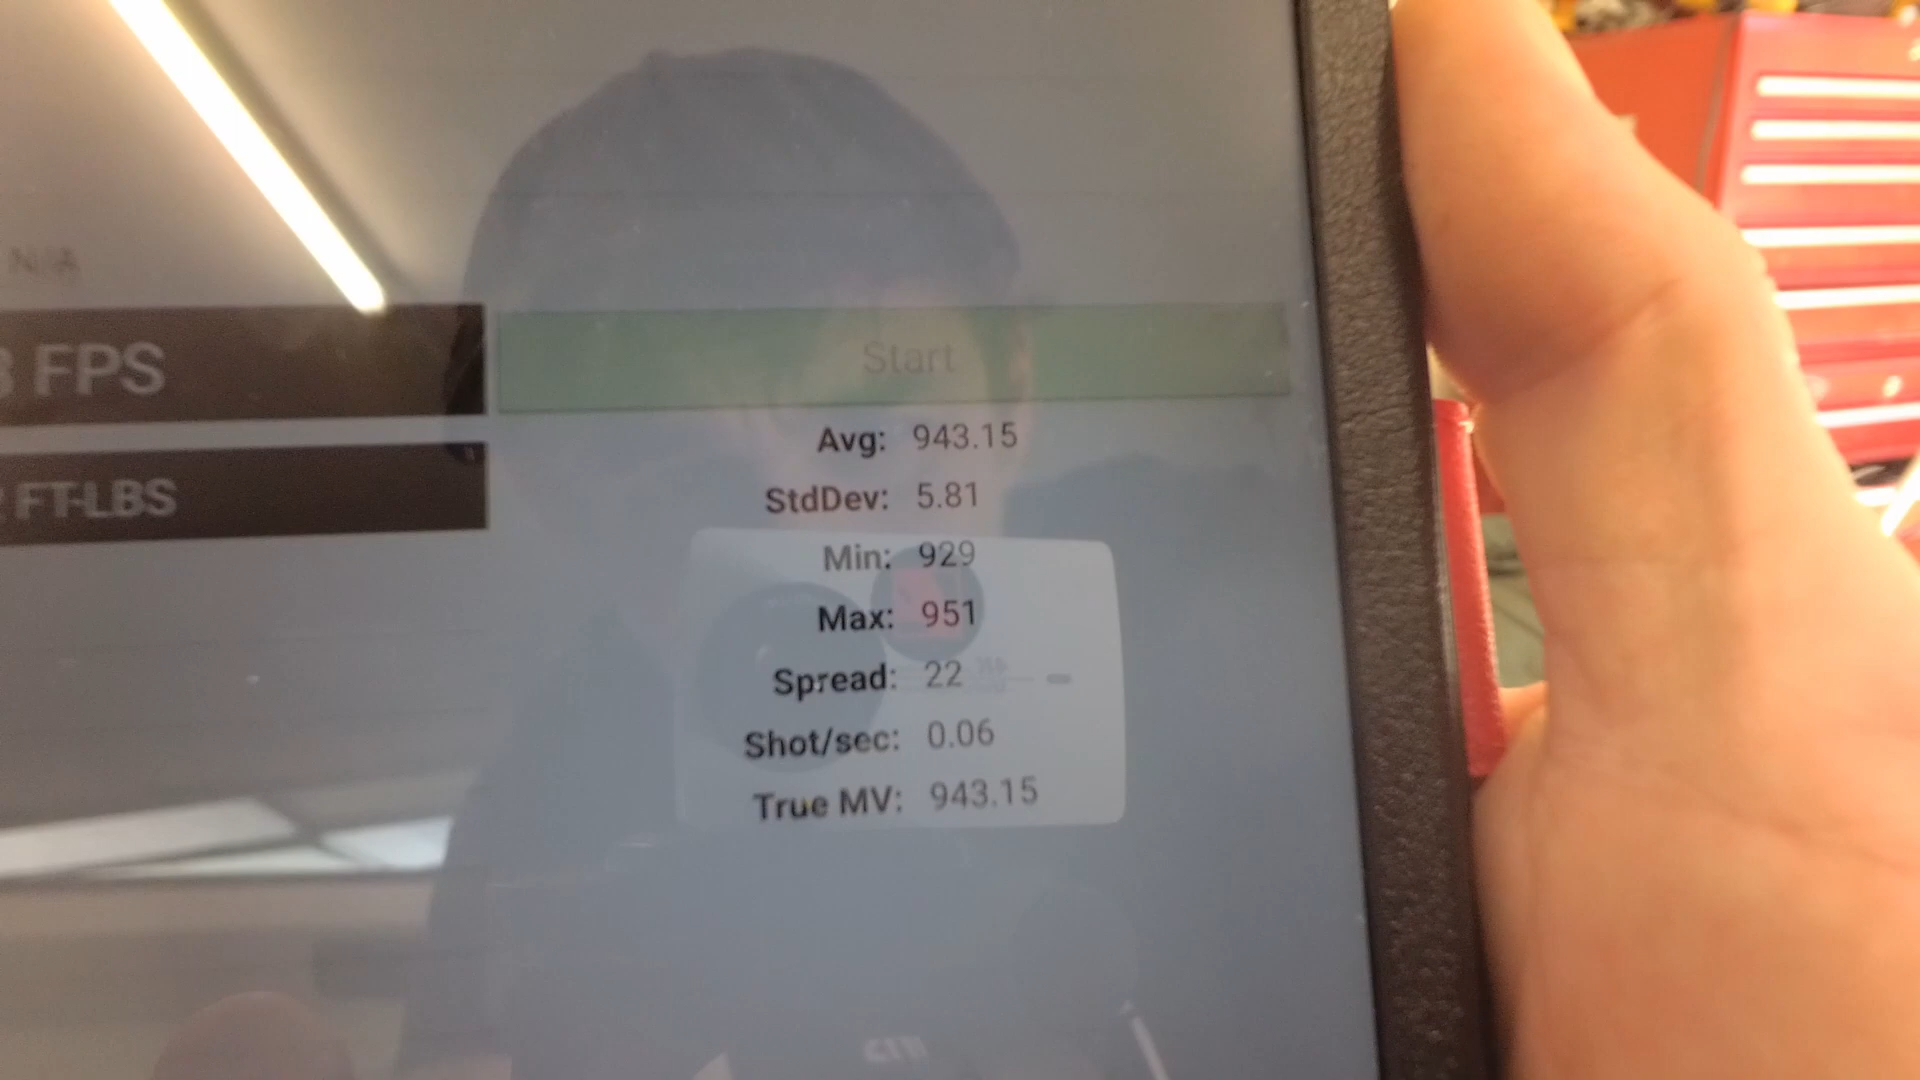 N/A
FPS
Start
FT-LBS
Avg: 943.15
StdDev: 5.81
Min: 929
Max: 951
Spread: 22
Shot/sec: 0.06
True MV: 943.15